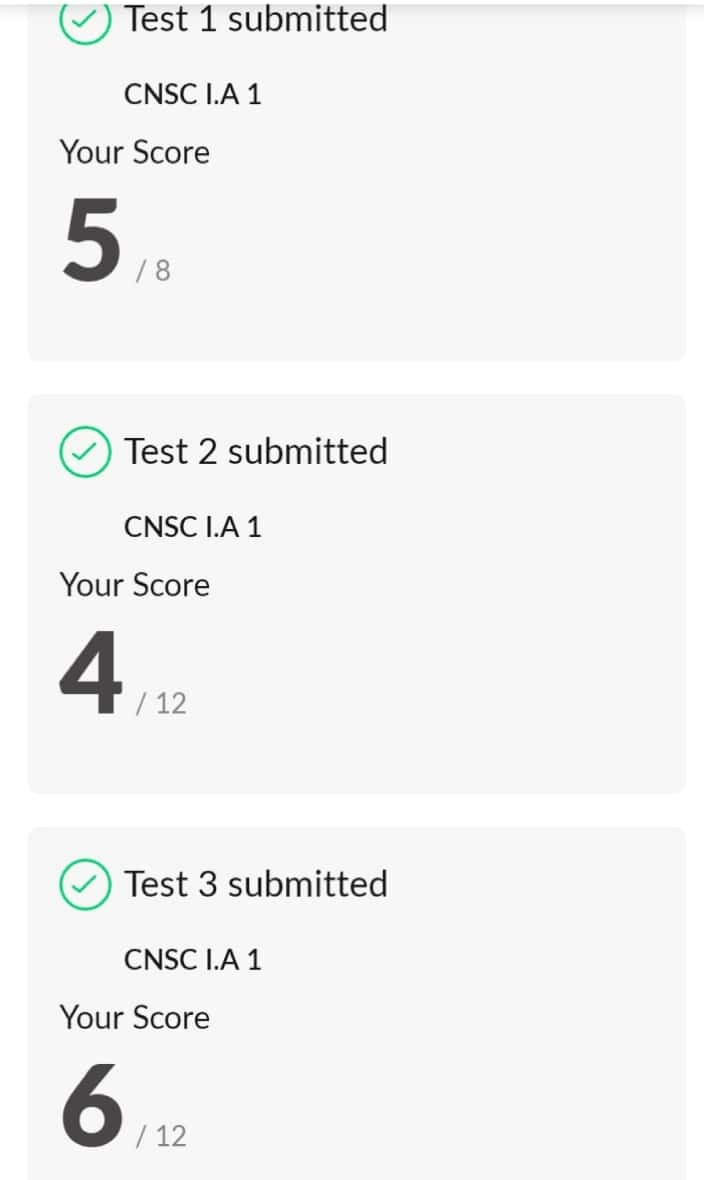 Test 1 submitted
CNSC I.A 1
Your Score
5 / 8
Test 2 submitted
CNSC I.A 1
Your Score
4 / 12
Test 3 submitted
CNSC I.A 1
Your Score
6 / 12